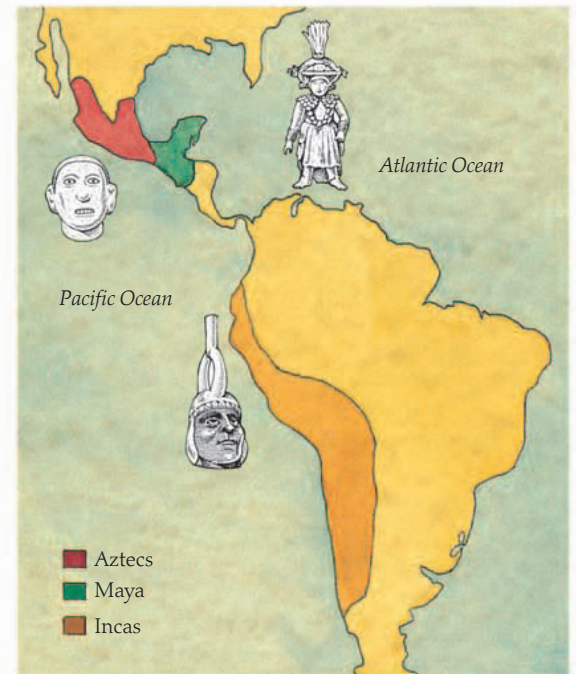 Atlantic Ocean
Pacific Ocean
Aztecs
Maya
Incas